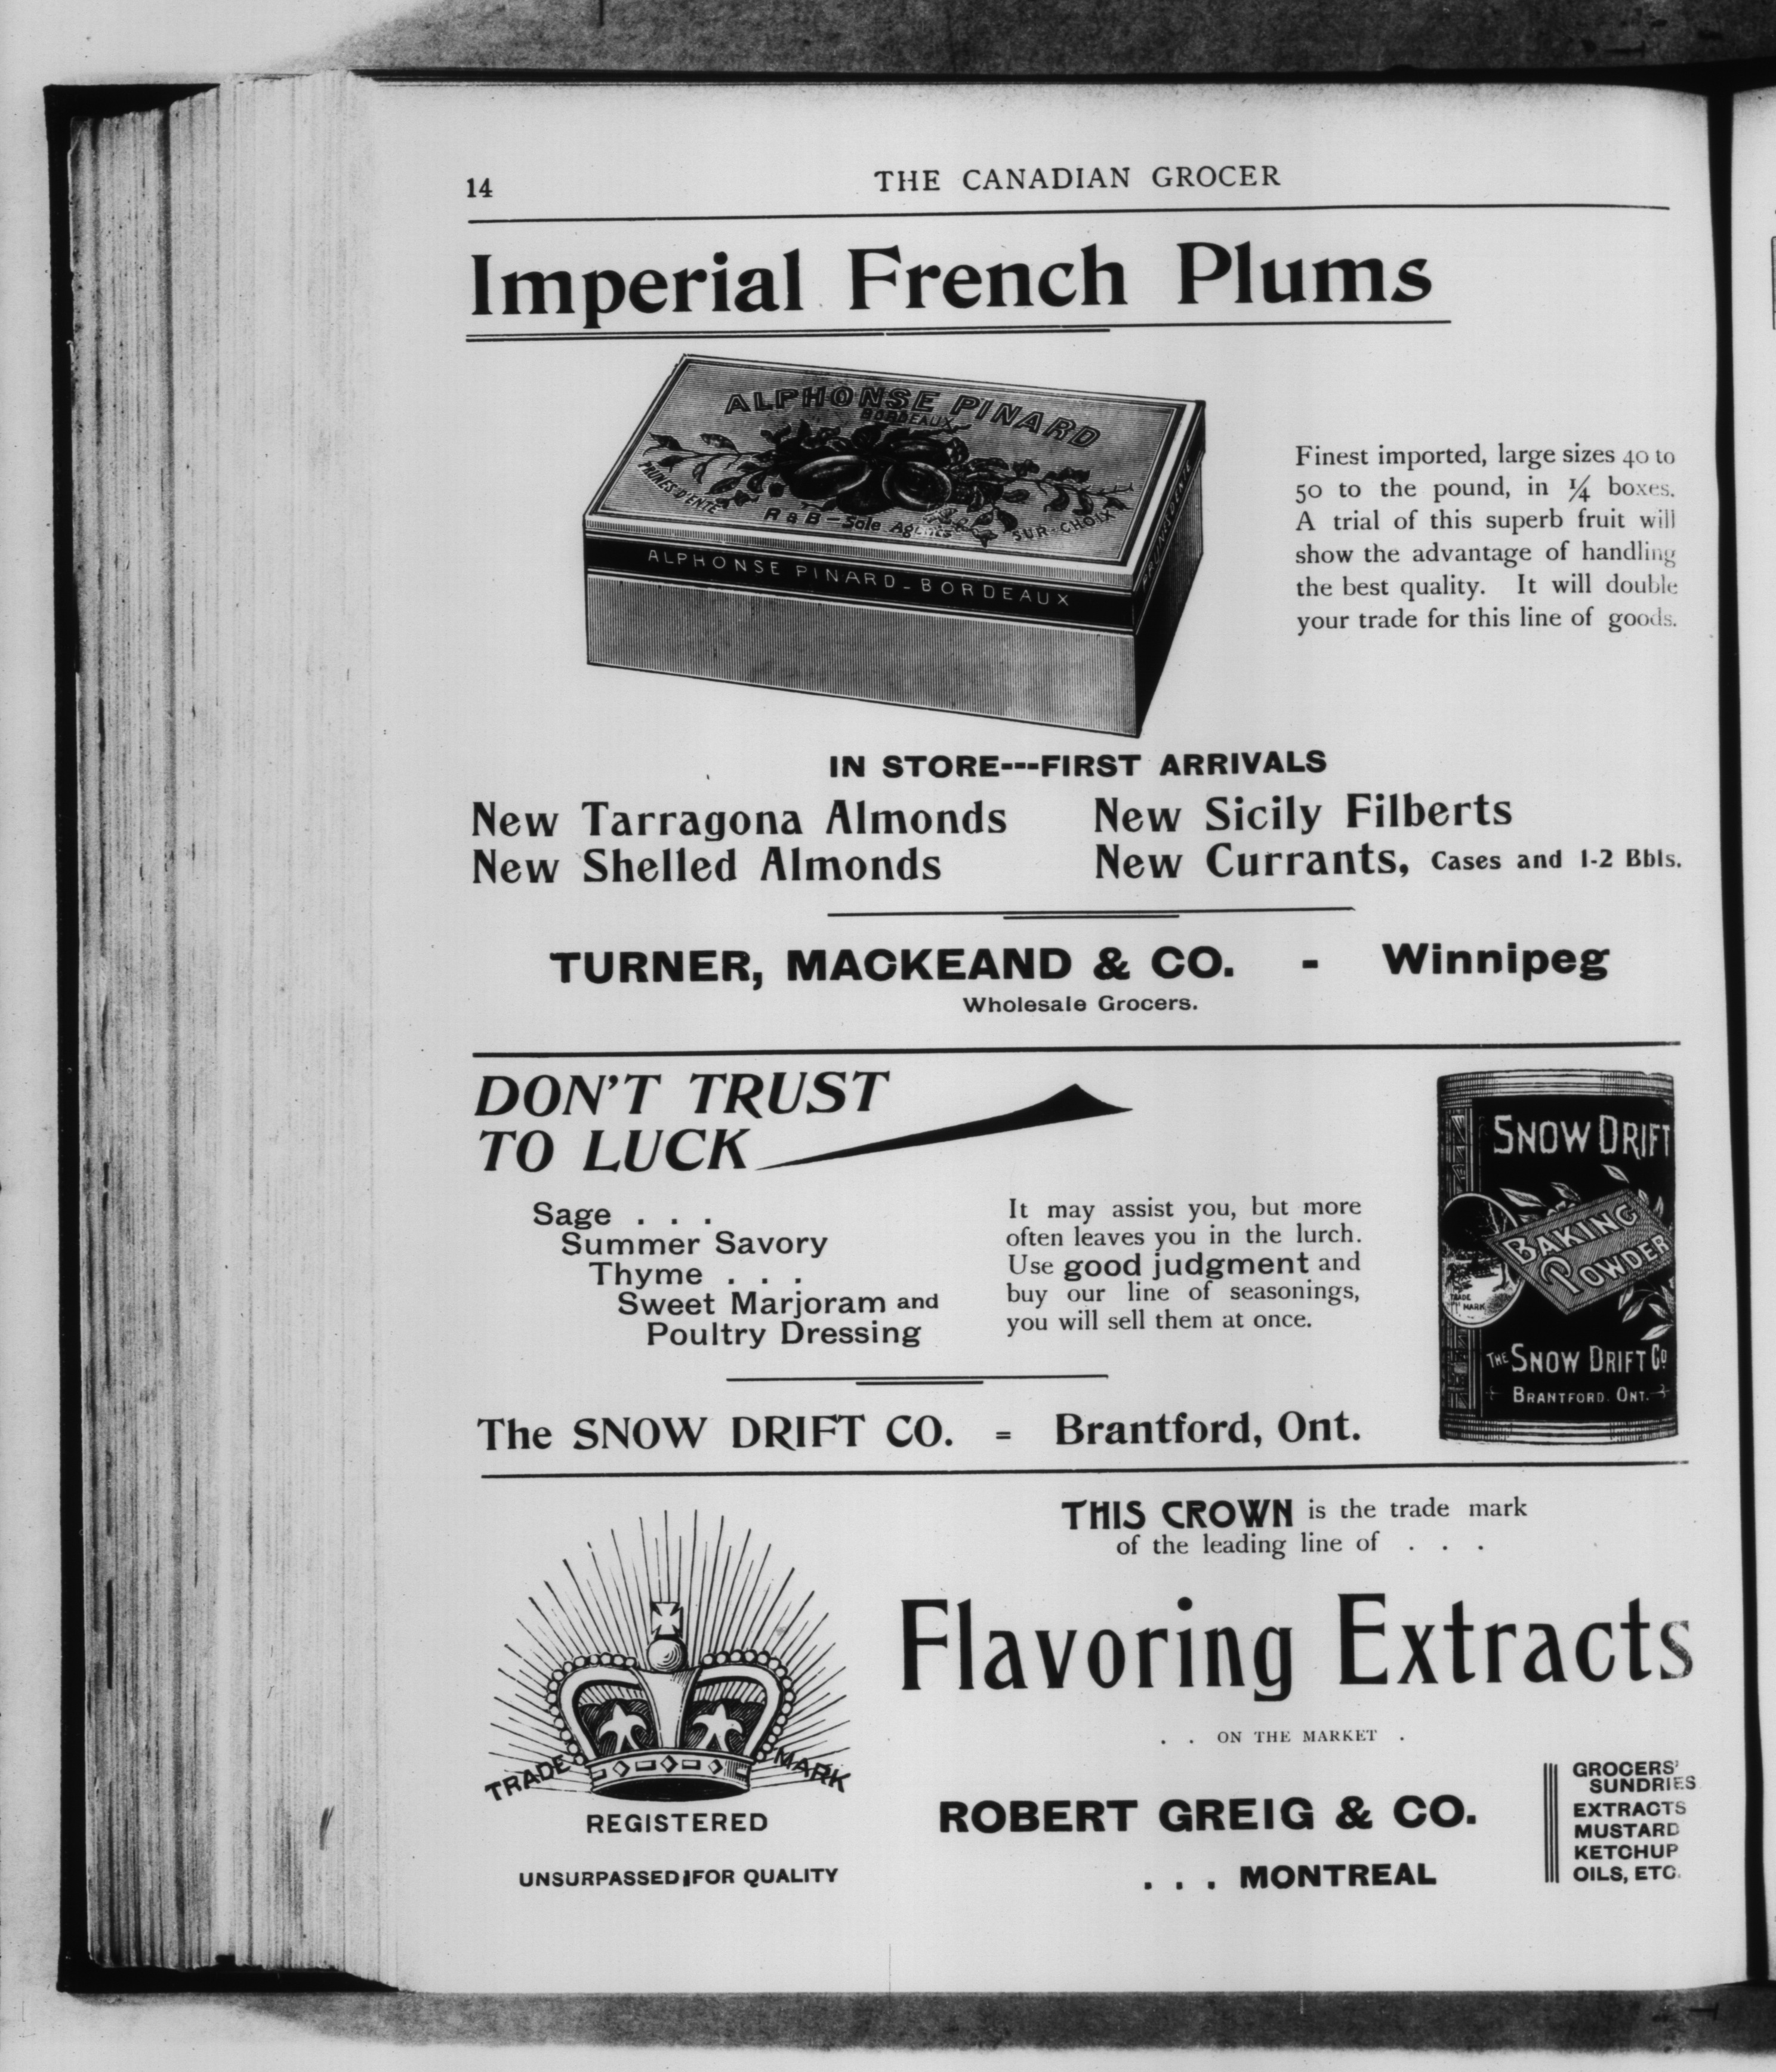 14
THE CANADIAN GROCER
Imperial French Plums
ALPHONSE PINARD
BORDEAUX
PRUNES D'ENTE
R & B - Sole Agents
SUR-CHOIX
ALPHONSE PINARD - BORDEAUX
Finest imported, large sizes 40 to
50 to the pound, in ¼ boxes.
A trial of this superb fruit will
show the advantage of handling
the best quality. It will double
your trade for this line of goods.
IN STORE---FIRST ARRIVALS
New Tarragona Almonds
New Shelled Almonds
New Sicily Filberts
New Currants, Cases and 1-2 Bbls.
TURNER, MACKEAND & CO. - Winnipeg
Wholesale Grocers.
DON'T TRUST
TO LUCK
Sage . . .
Summer Savory
Thyme . . .
Sweet Marjoram and
Poultry Dressing
It may assist you, but more
often leaves you in the lurch.
Use good judgment and
buy our line of seasonings,
you will sell them at once.
SNOW DRIFT
BAKING
POWDER
TRADE
MARK
THE SNOW DRIFT CO.
BRANTFORD. ONT.
The SNOW DRIFT CO. = Brantford, Ont.
TRADE MARK
REGISTERED
UNSURPASSED FOR QUALITY
THIS CROWN is the trade mark
of the leading line of . . .
Flavoring Extracts
. . ON THE MARKET .
ROBERT GREIG & CO.
. . . MONTREAL
GROCERS'
SUNDRIES
EXTRACTS
MUSTARD
KETCHUP
OILS, ETC.